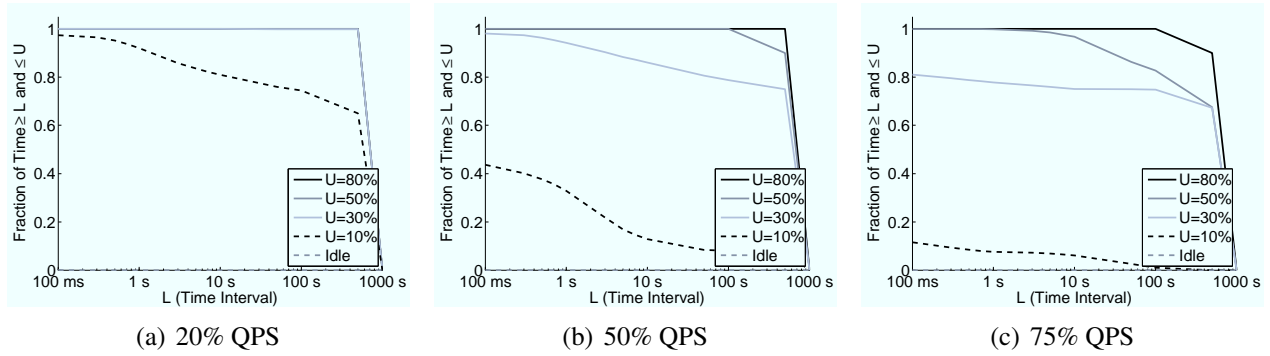 Fraction of Time ≥ L and ≤ U
1
0.8
0.6
0.4
0.2
0
100 ms 1 s 10 s 100 s 1000 s
L (Time Interval)
U=80%
U=50%
U=30%
U=10%
Idle
(a) 20% QPS
Fraction of Time ≥ L and ≤ U
1
0.8
0.6
0.4
0.2
0
100 ms 1 s 10 s 100 s 1000 s
L (Time Interval)
U=80%
U=50%
U=30%
U=10%
Idle
(b) 50% QPS
Fraction of Time ≥ L and ≤ U
1
0.8
0.6
0.4
0.2
0
100 ms 1 s 10 s 100 s 1000 s
L (Time Interval)
U=80%
U=50%
U=30%
U=10%
Idle
(c) 75% QPS